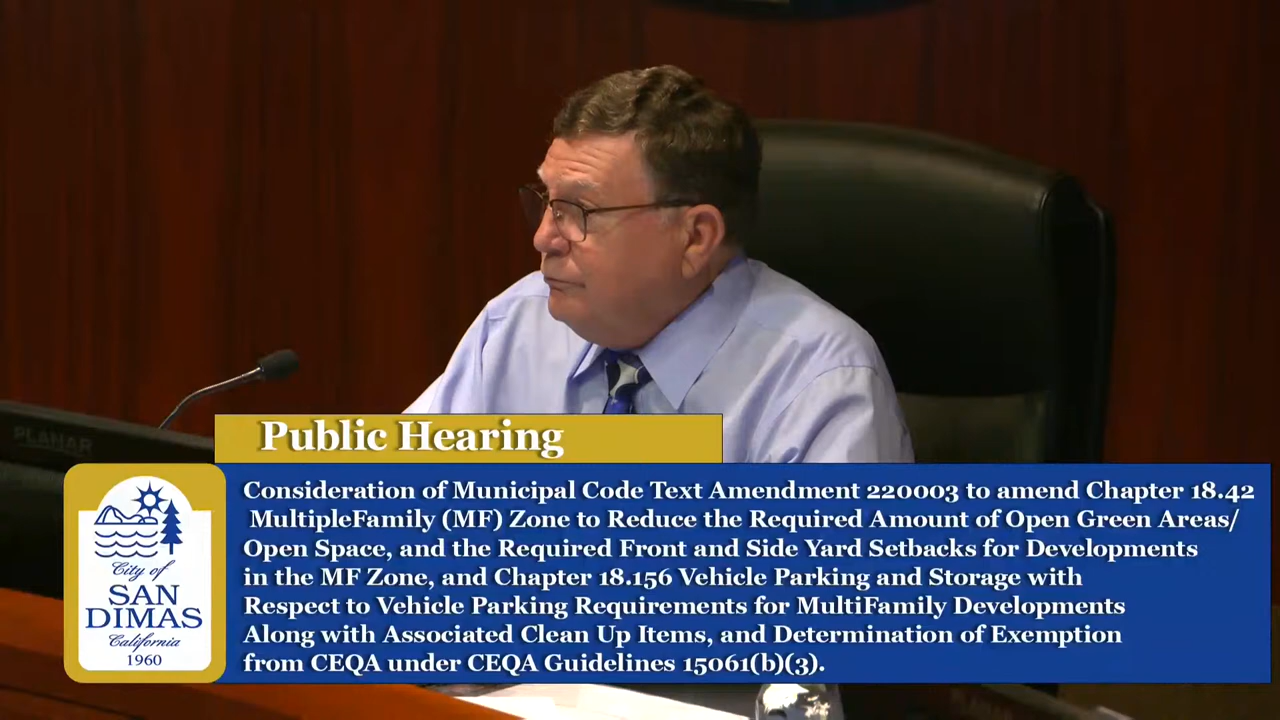 PLANAR
Public Hearing
Consideration of Municipal Code Text Amendment 220003 to amend Chapter 18.42
MultipleFamily (MF) Zone to Reduce the Required Amount of Open Green Areas/
Open Space, and the Required Front and Side Yard Setbacks for Developments
in the MF Zone, and Chapter 18.156 Vehicle Parking and Storage with
Respect to Vehicle Parking Requirements for MultiFamily Developments
Along with Associated Clean Up Items, and Determination of Exemption
from CEQA under CEQA Guidelines 15061(b)(3).
City of
SAN
DIMAS
California
1960